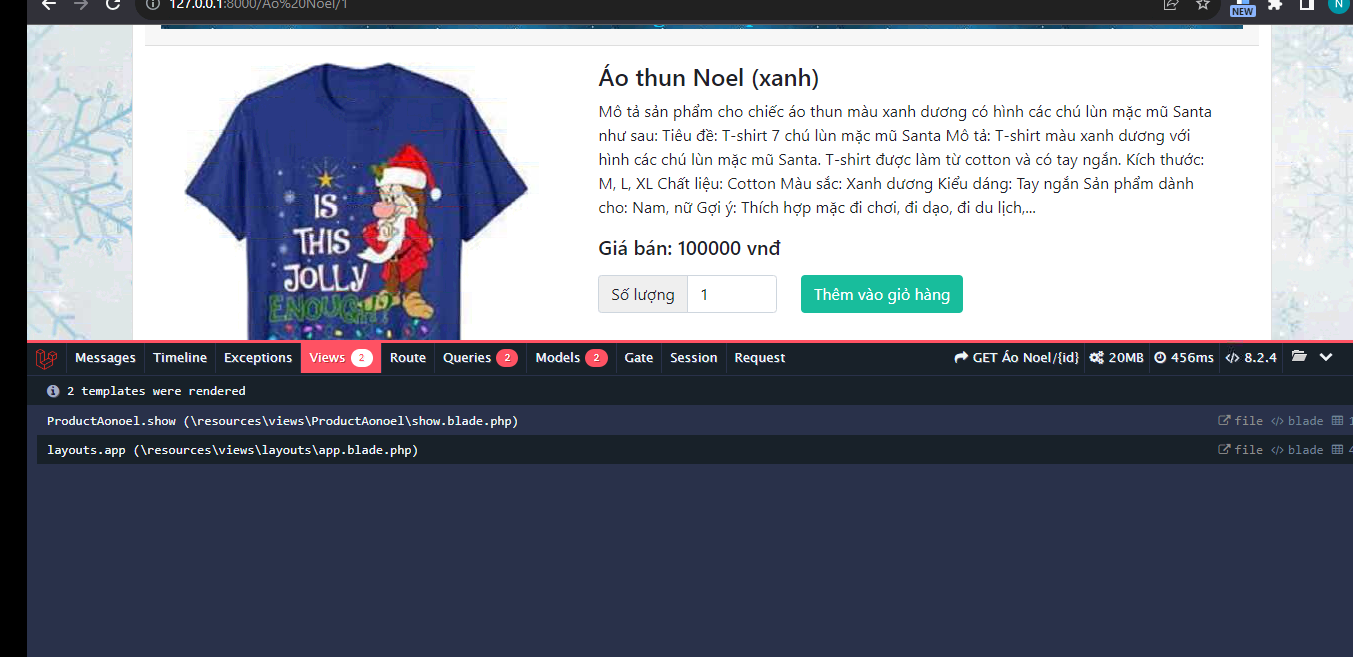 127.0.0.1:8000/Áo%20Noel/1
NEW
N
Áo thun Noel (xanh)
Mô tả sản phẩm cho chiếc áo thun màu xanh dương có hình các chú lùn mặc mũ Santa
như sau: Tiêu đề: T-shirt 7 chú lùn mặc mũ Santa Mô tả: T-shirt màu xanh dương với
hình các chú lùn mặc mũ Santa. T-shirt được làm từ cotton và có tay ngắn. Kích thước:
M, L, XL Chất liệu: Cotton Màu sắc: Xanh dương Kiểu dáng: Tay ngắn Sản phẩm dành
cho: Nam, nữ Gợi ý: Thích hợp mặc đi chơi, đi dạo, đi du lịch,...
IS
THIS
JOLLY
ENOUGH?
Giá bán: 100000 vnđ
Số lượng 1 Thêm vào giỏ hàng
Messages Timeline Exceptions Views 2 Route Queries 2 Models 2 Gate Session Request GET Áo Noel/{id} 20MB 456ms 8.2.4
2 templates were rendered
ProductAonoel.show (\resources\views\ProductAonoel\show.blade.php) file blade 1
layouts.app (\resources\views\layouts\app.blade.php) file blade 4